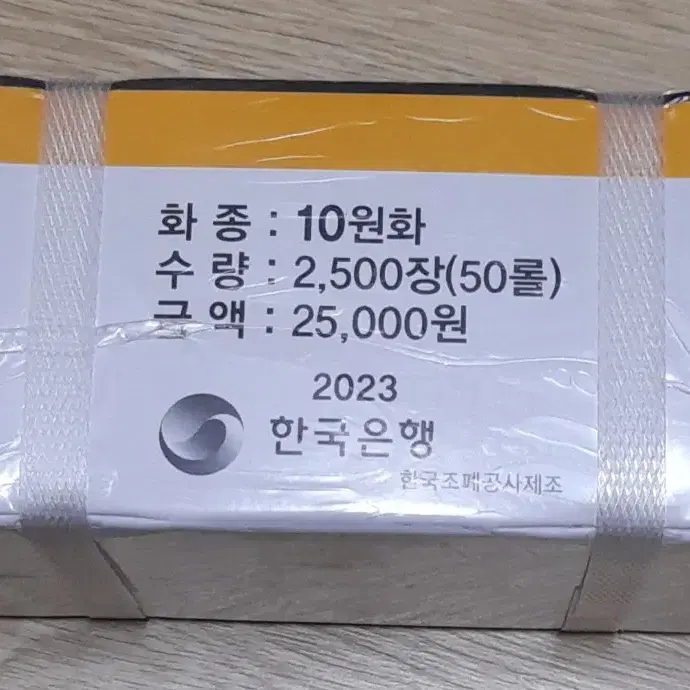 화 종 : 10원화
수 량 : 2,500장(50롤)
금 액 : 25,000원
2023
한국은행
한국조폐공사제조